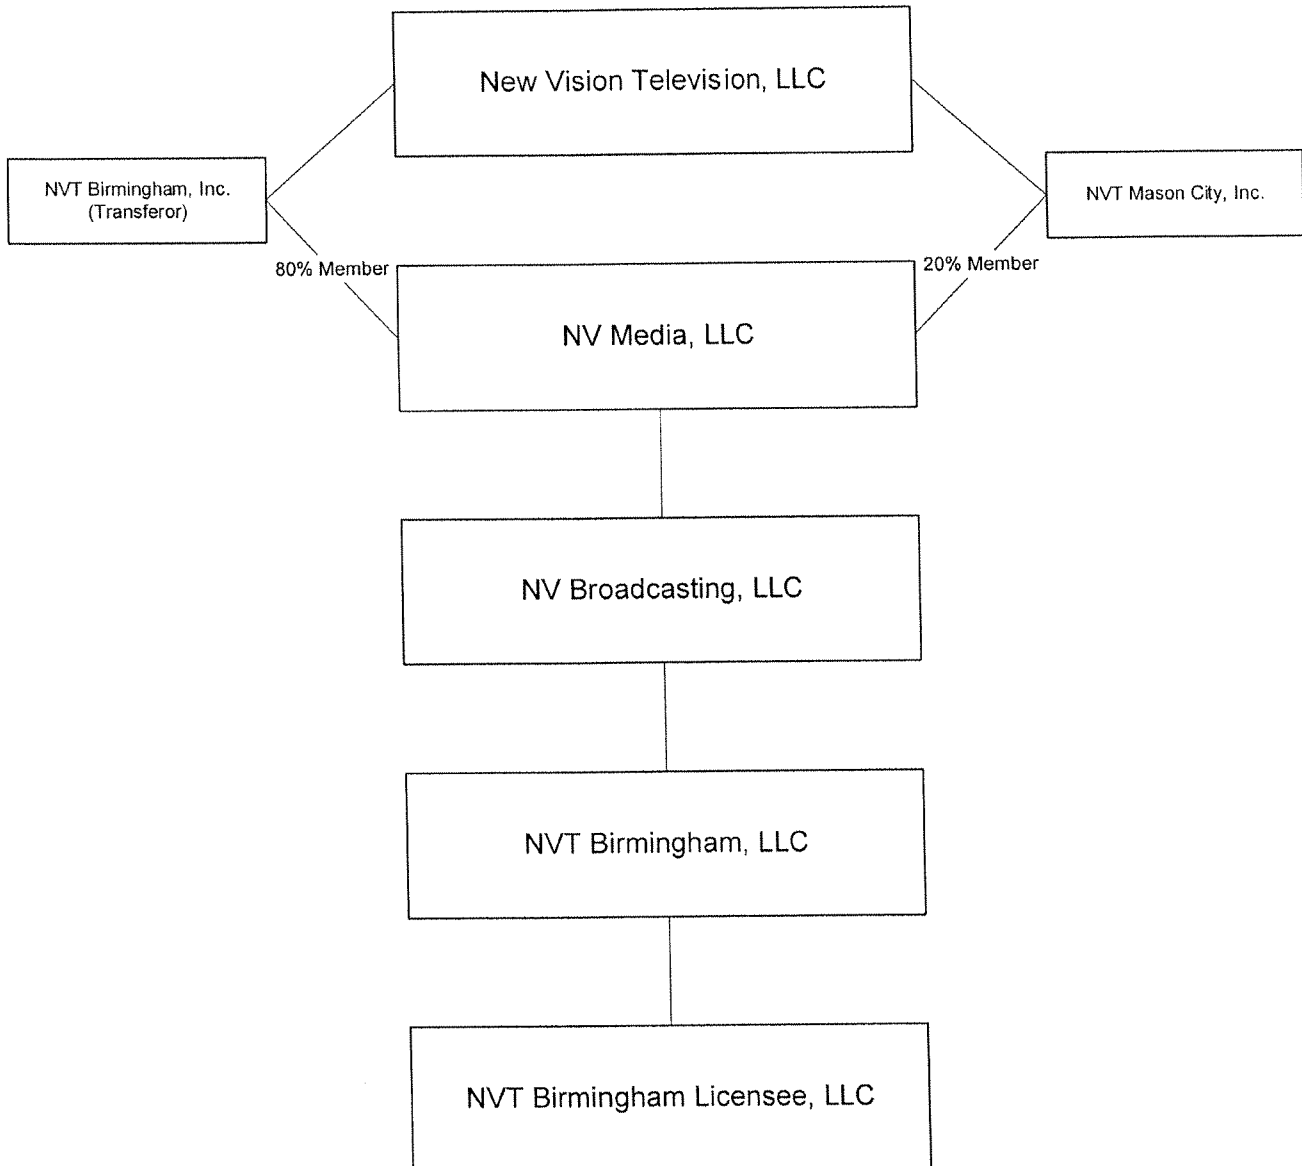 New Vision Television, LLC
NVT Birmingham, Inc.
(Transferor)
NVT Mason City, Inc.
80% Member
20% Member
NV Media, LLC
NV Broadcasting, LLC
NVT Birmingham, LLC
NVT Birmingham Licensee, LLC